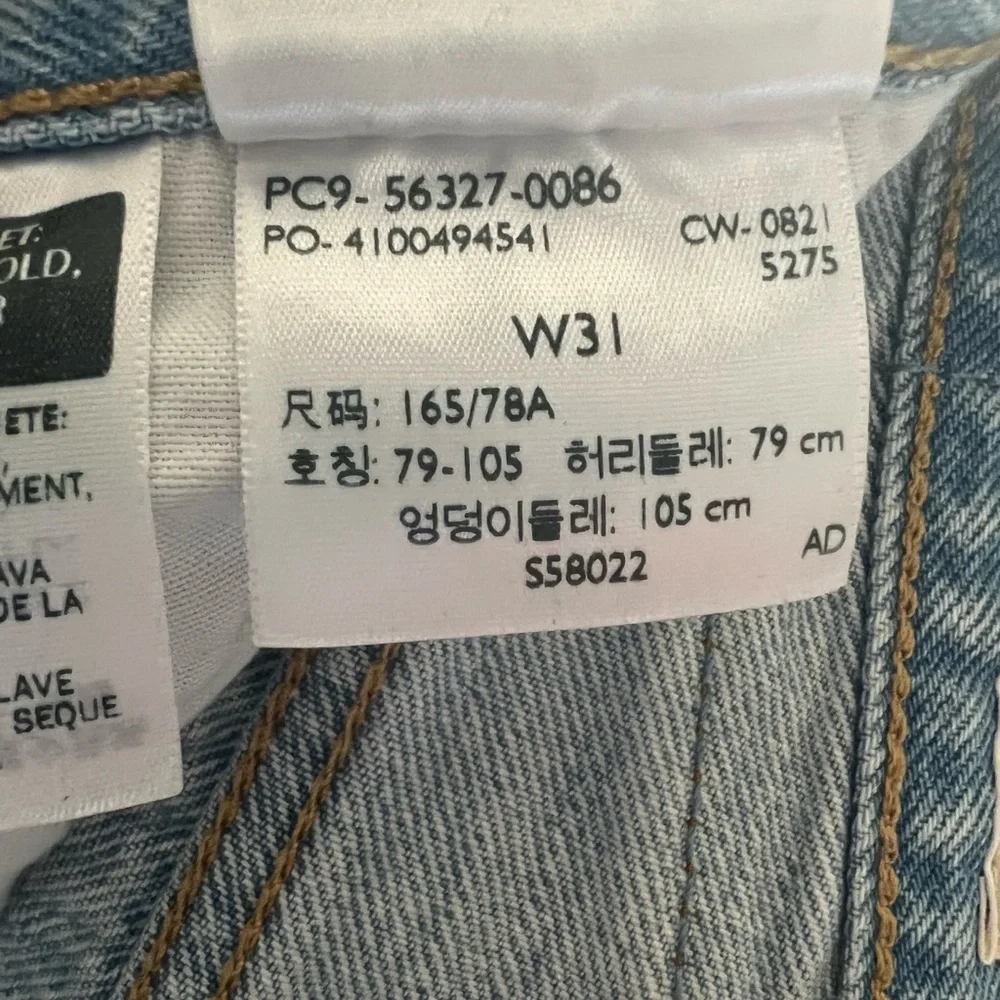 PC9- 56327-0086
PO- 4100494541
CW- 0821
5275
W31
尺码: 165/78A
호칭: 79-105 허리둘레: 79 cm
엉덩이둘레: 105 cm
S58022
AD
ET:
OLD,
ETE:
MENT,
AVA
DE LA
LAVE
SEQUE